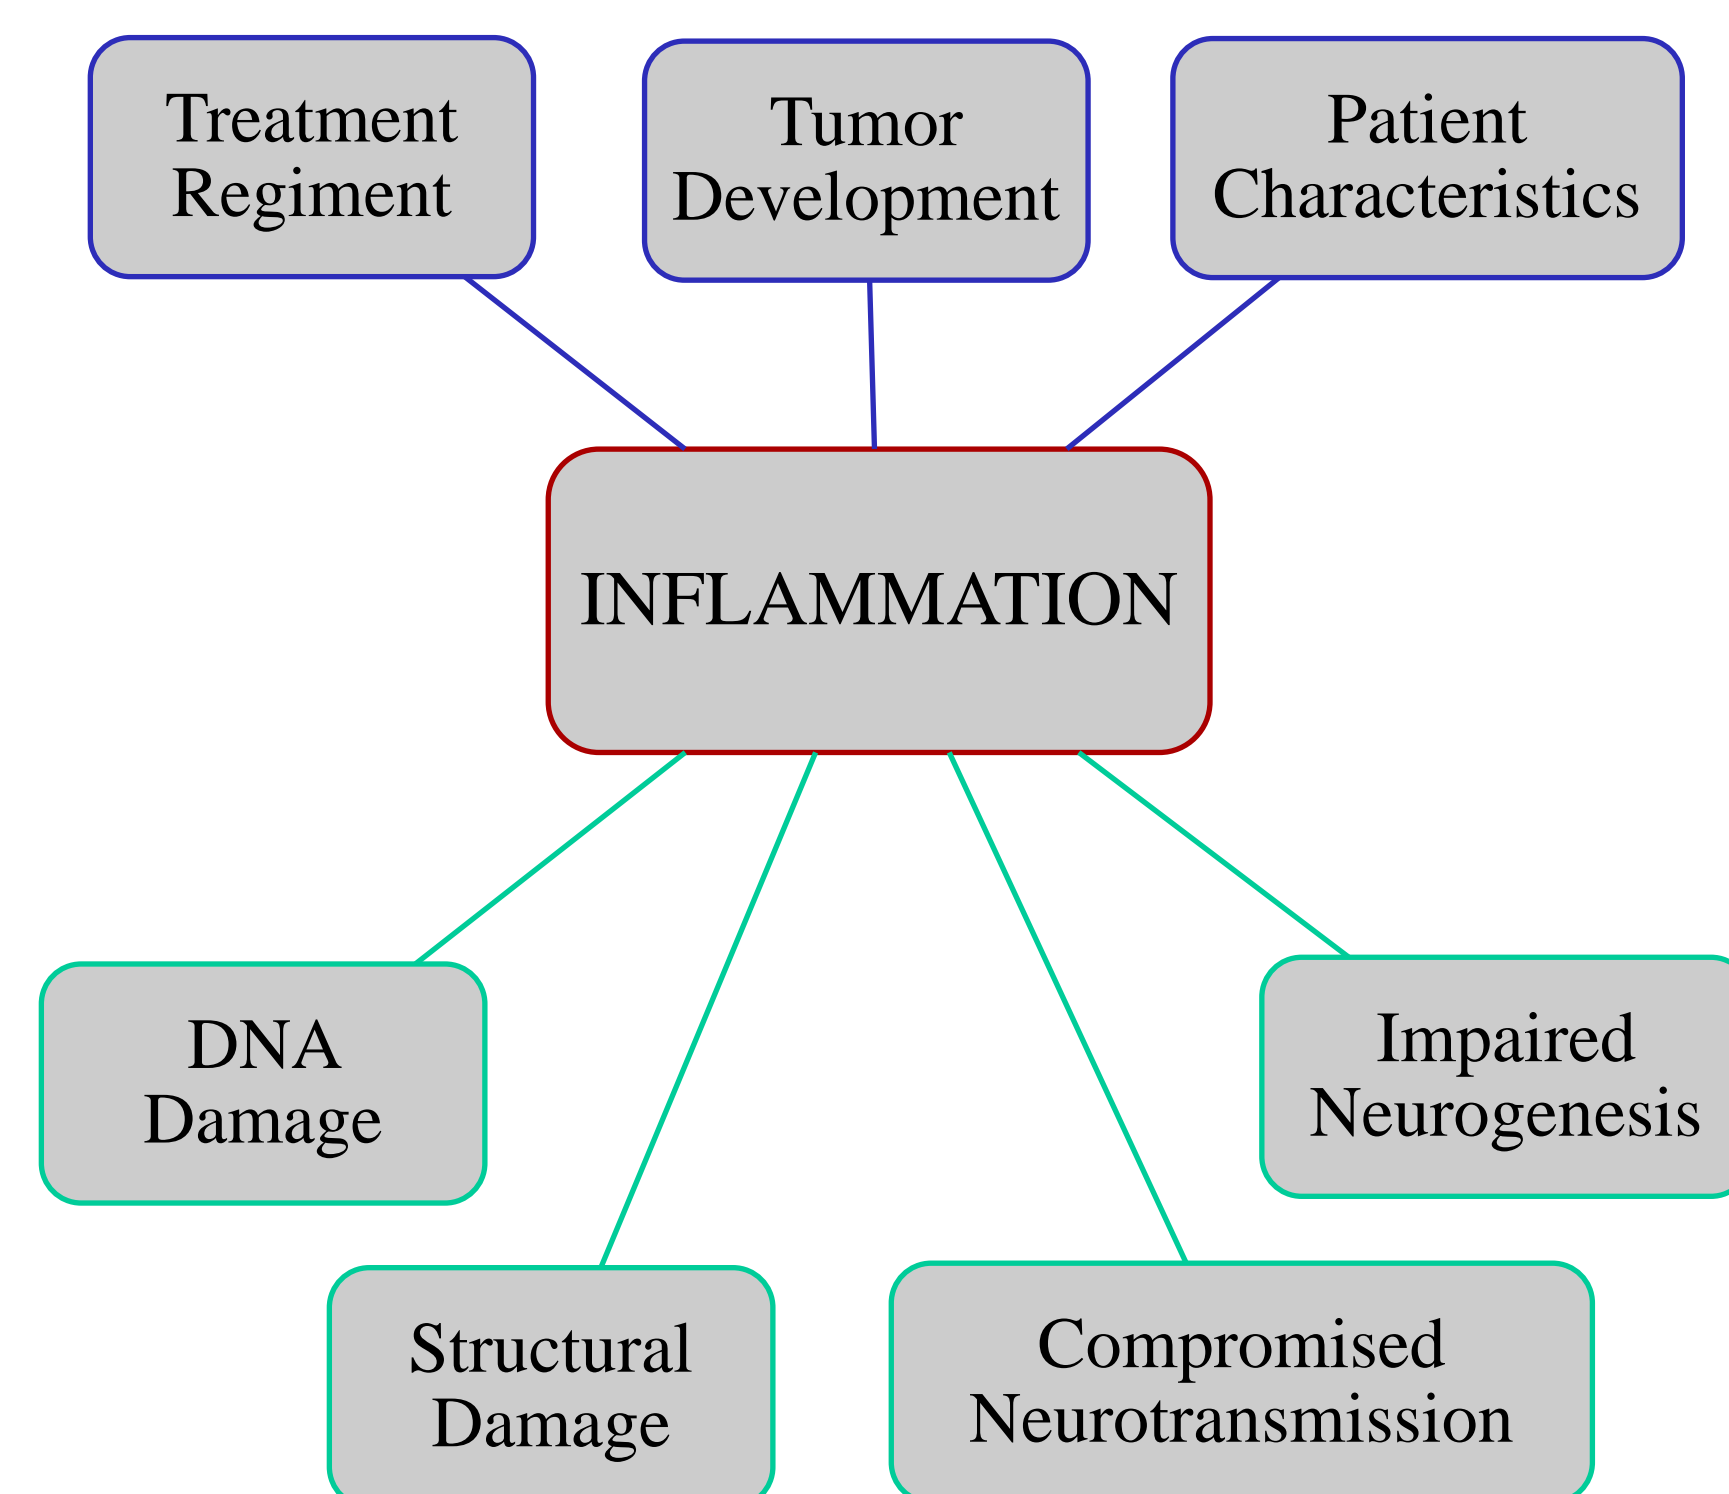 Treatment
Regiment
Tumor
Development
Patient
Characteristics
INFLAMMATION
DNA
Damage
Impaired
Neurogenesis
Structural
Damage
Compromised
Neurotransmission